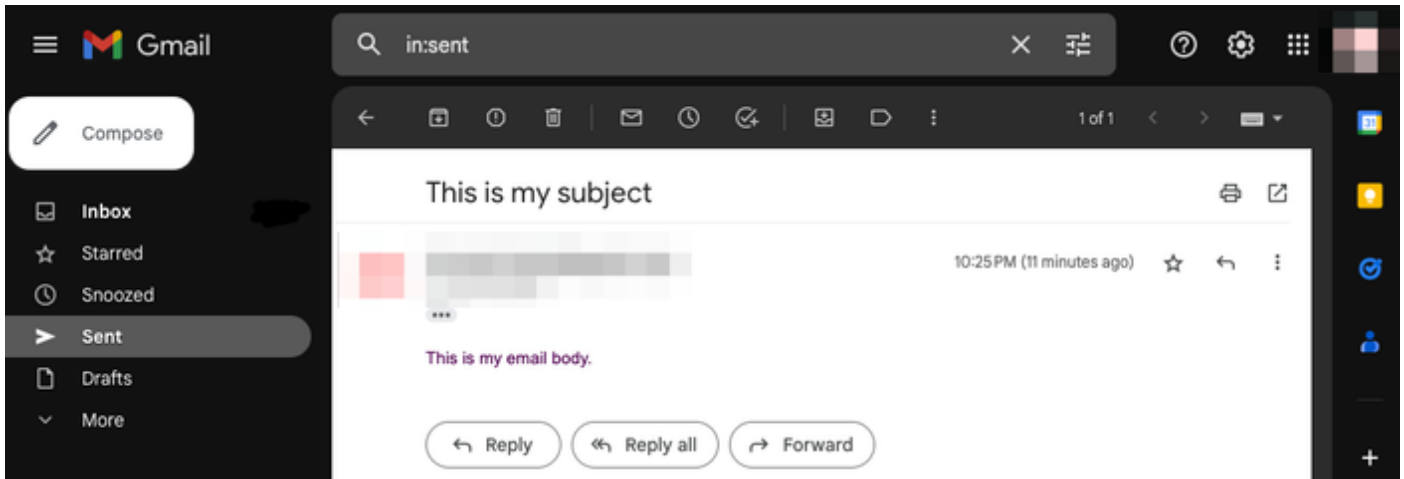 Gmail
in:sent
Compose
1 of 1
31
This is my subject
Inbox
Starred
10:25 PM (11 minutes ago)
Snoozed
Sent
This is my email body.
Drafts
More
Reply
Reply all
Forward